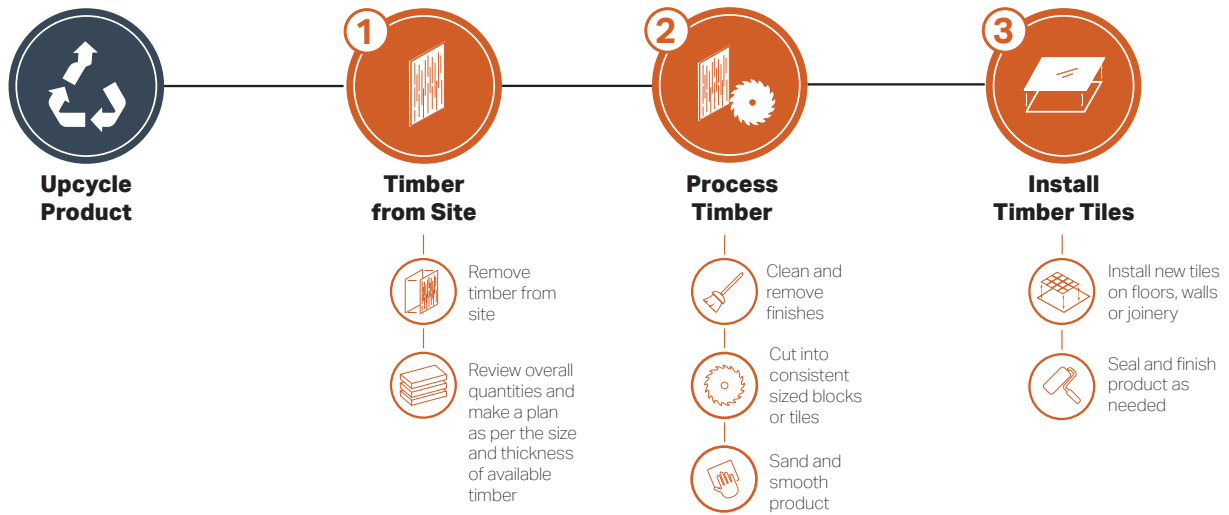 Upcycle
Product
1
Timber
from Site
Remove
timber from
site
Review overall
quantities and
make a plan
as per the size
and thickness
of available
timber
2
Process
Timber
Clean and
remove
finishes
Cut into
consistent
sized blocks
or tiles
Sand and
smooth
product
3
Install
Timber Tiles
Install new tiles
on floors, walls
or joinery
Seal and finish
product as
needed